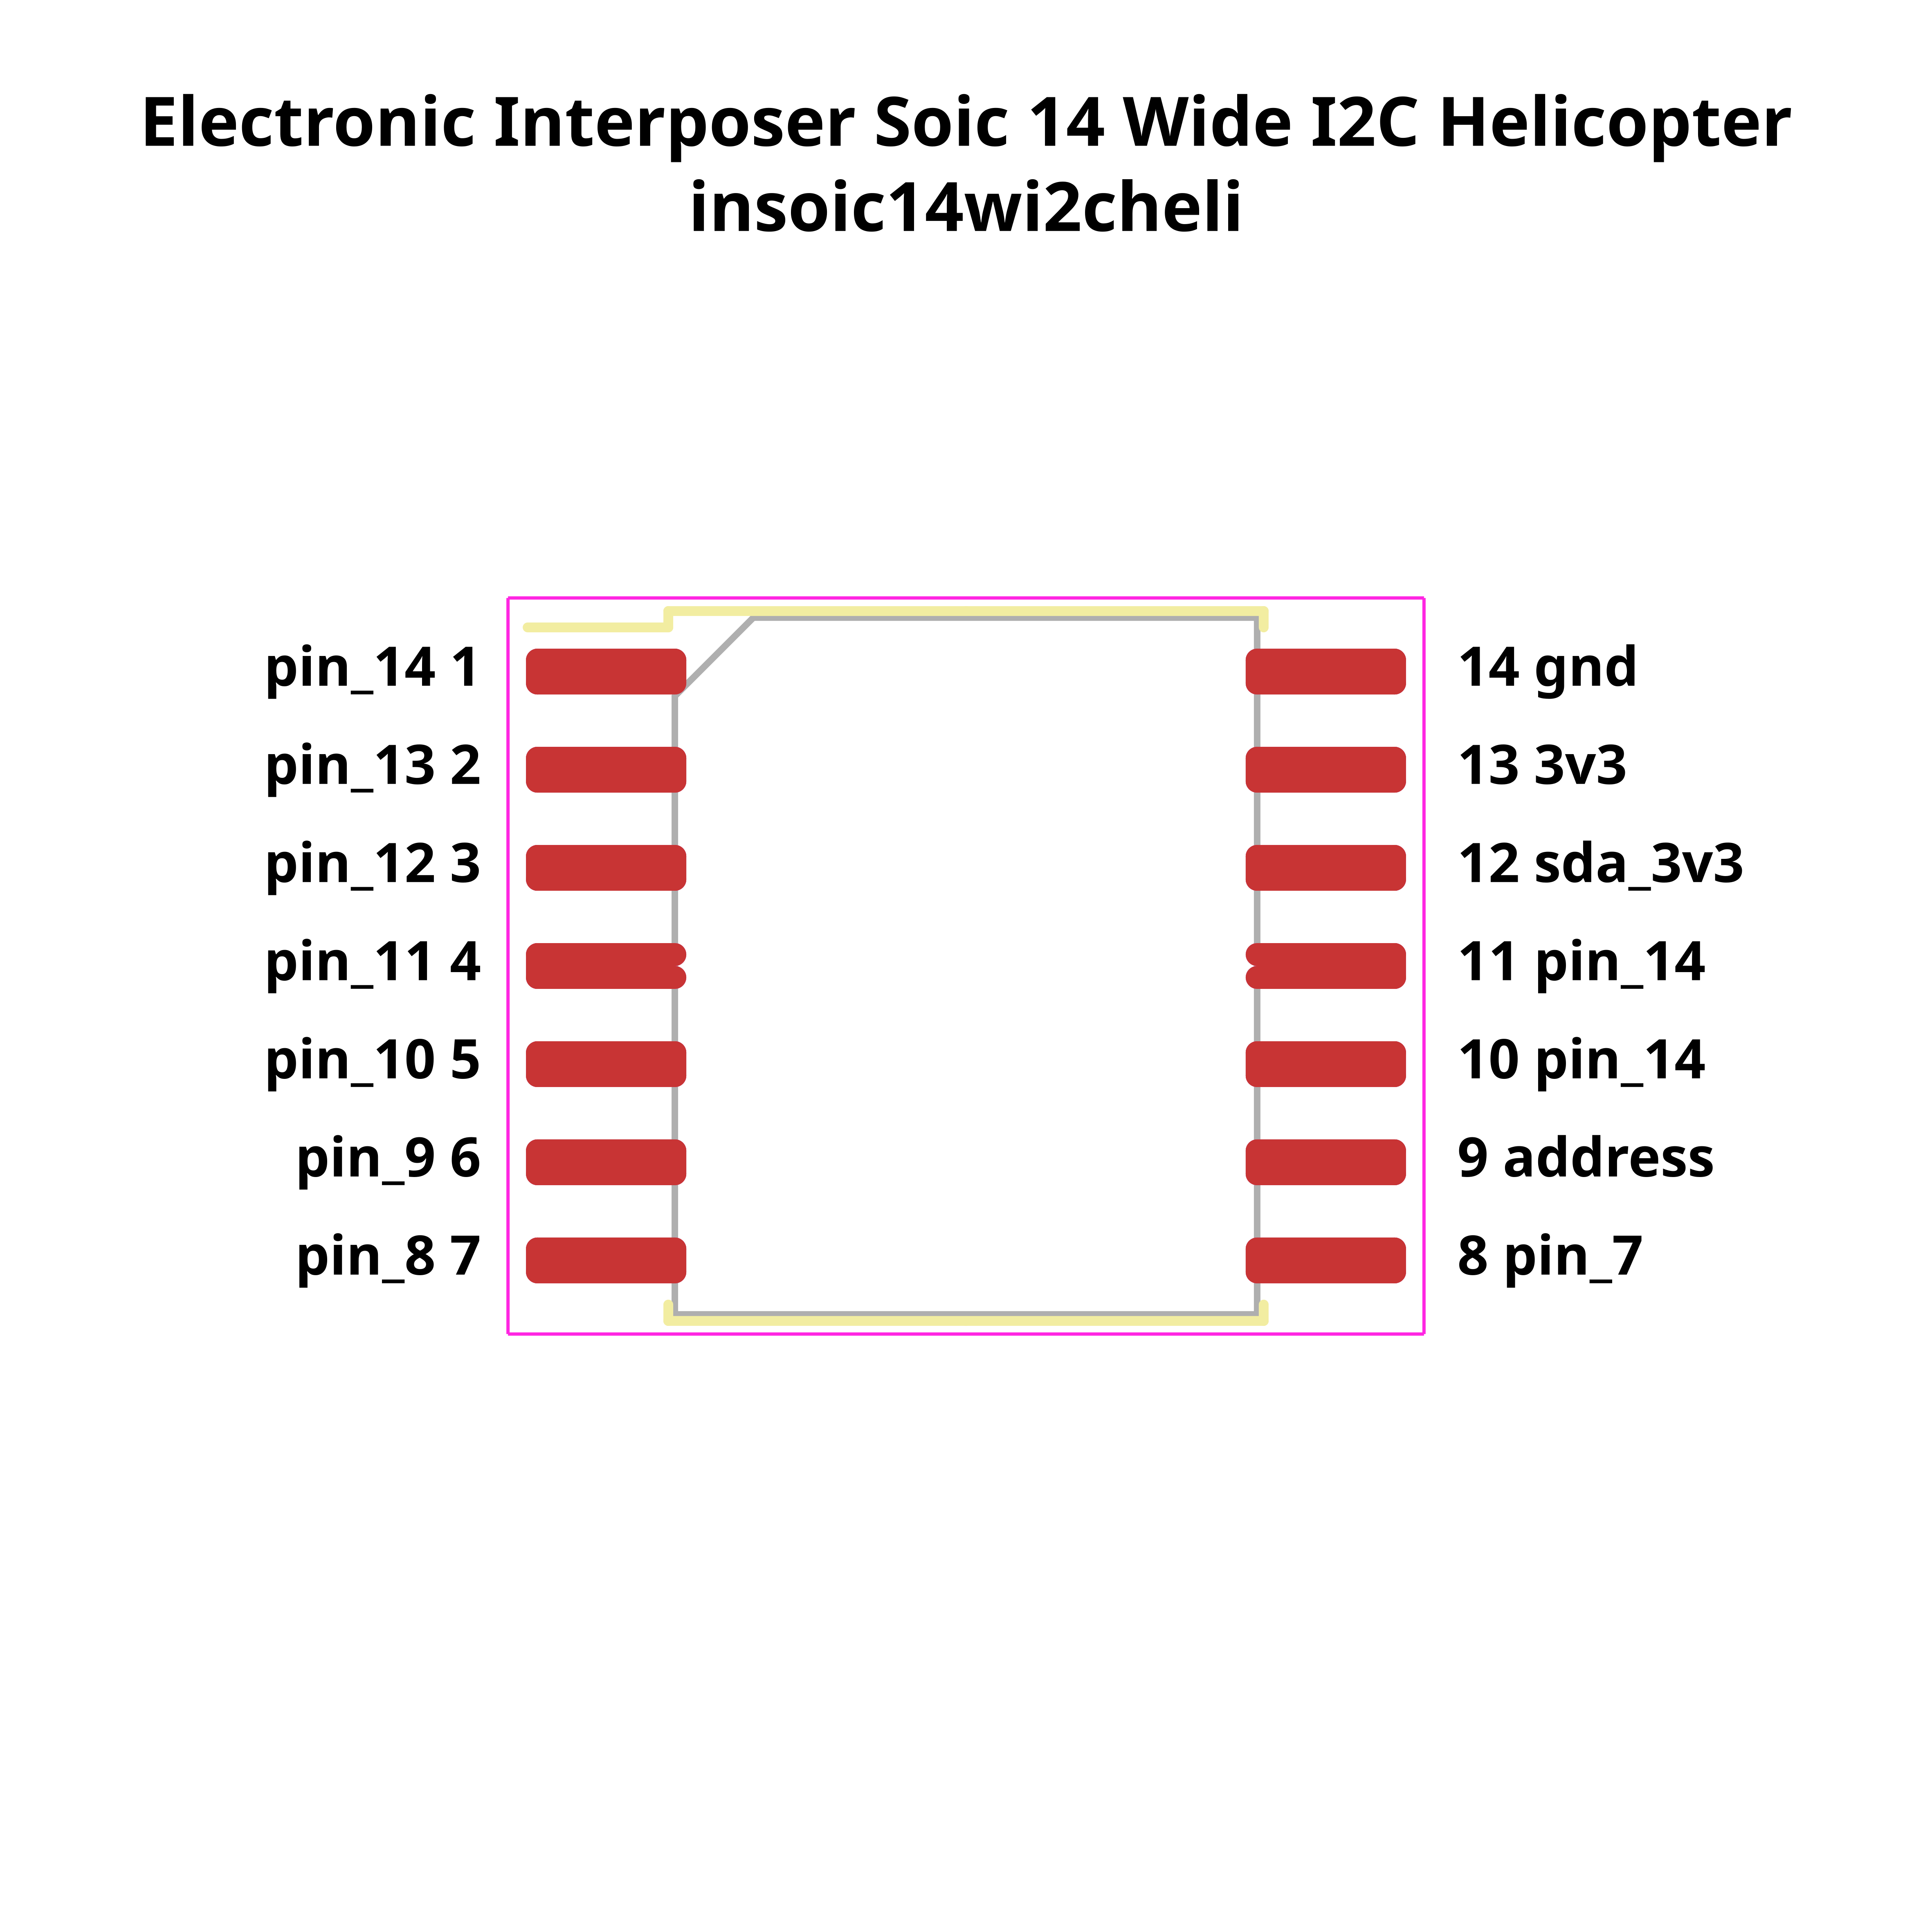 Electronic Interposer Soic 14 Wide I2C Helicopter
insoic14wi2cheli
pin_14 1
14 gnd
pin_13 2
13 3v3
pin_12 3
12 sda_3v3
pin_11 4
11 pin_14
pin_10 5
10 pin_14
pin_9 6
9 address
pin_8 7
8 pin_7